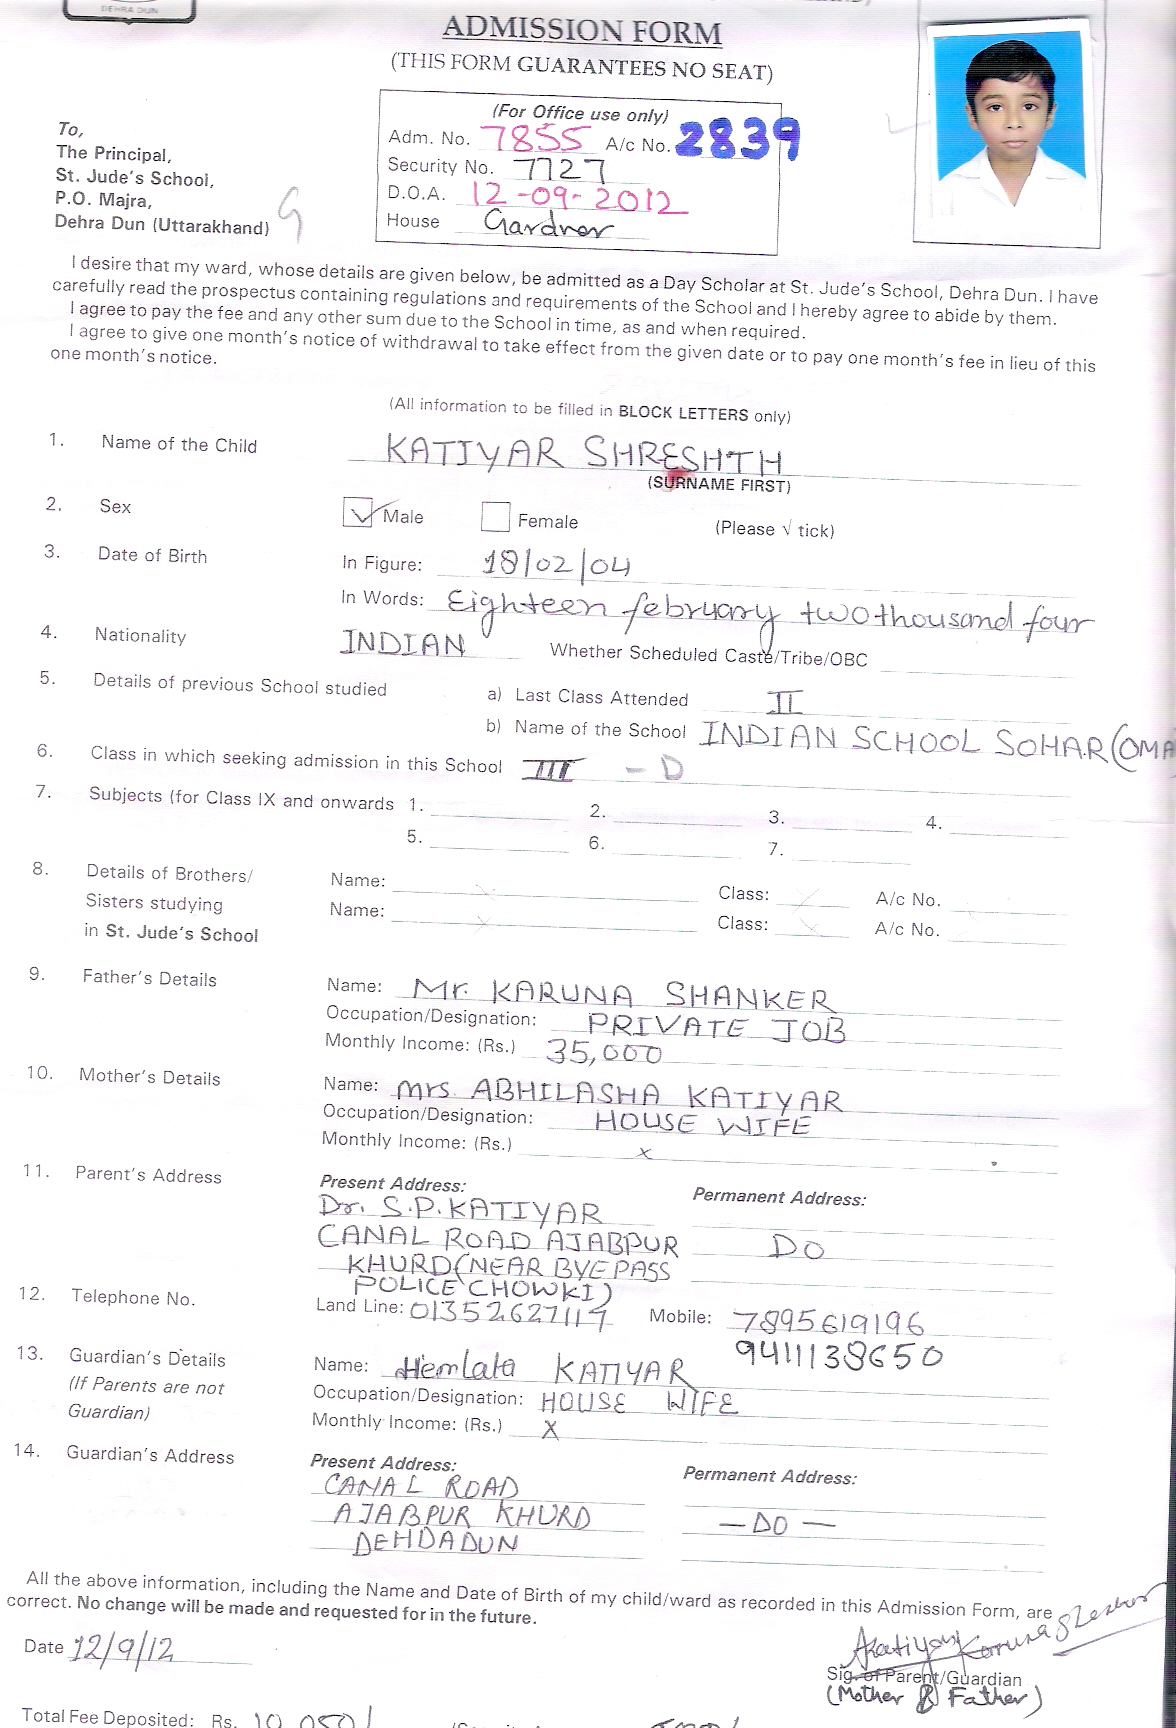 DEHRA DUN
ADMISSION FORM
(THIS FORM GUARANTEES NO SEAT)
(For Office use only)
Adm. No. 7855 A/c No. 2839
Security No. 7727
D.O.A. 12-09-2012
House Gardner
To,
The Principal,
St. Jude's School,
P.O. Majra,
Dehra Dun (Uttarakhand)
I desire that my ward, whose details are given below, be admitted as a Day Scholar at St. Jude's School, Dehra Dun. I have
carefully read the prospectus containing regulations and requirements of the School and I hereby agree to abide by them.
I agree to pay the fee and any other sum due to the School in time, as and when required.
I agree to give one month's notice of withdrawal to take effect from the given date or to pay one month's fee in lieu of this
one month's notice.
(All information to be filled in BLOCK LETTERS only)
1. Name of the Child KATIYAR SHRESHTH
(SURNAME FIRST)
2. Sex Male Female (Please √ tick)
3. Date of Birth In Figure: 18/02/04
In Words: Eighteen february two thousand four
4. Nationality INDIAN Whether Scheduled Caste/Tribe/OBC
5. Details of previous School studied a) Last Class Attended II
b) Name of the School INDIAN SCHOOL SOHAR (OMA
6. Class in which seeking admission in this School III - D
7. Subjects (for Class IX and onwards 1. 2. 3. 4.
5. 6. 7.
8. Details of Brothers/ Name: Class: A/c No.
Sisters studying Name: Class: A/c No.
in St. Jude's School
9. Father's Details Name: Mr. KARUNA SHANKER
Occupation/Designation: PRIVATE JOB
Monthly Income: (Rs.) 35,000
10. Mother's Details Name: Mrs. ABHILASHA KATIYAR
Occupation/Designation: HOUSE WIFE
Monthly Income: (Rs.) x
11. Parent's Address Present Address: Permanent Address:
Dr. S.P. KATIYAR
CANAL ROAD AJABPUR DO
KHURD (NEAR BYE PASS
POLICE CHOWKI)
12. Telephone No. Land Line: 01352627117 Mobile: 7895619196
9411138650
13. Guardian's Details Name: Hemlata KATIYAR
(If Parents are not Occupation/Designation: HOUSE WIFE
Guardian) Monthly Income: (Rs.) X
14. Guardian's Address Present Address: Permanent Address:
CANAL ROAD
AJABPUR KHURD — DO —
DEHDADUN
All the above information, including the Name and Date of Birth of my child/ward as recorded in this Admission Form, are
correct. No change will be made and requested for in the future.
Date 12/9/12 AKatiyar Karuna Shanker
Sig. of Parent/Guardian
(Mother & Father)
Total Fee Deposited: Rs.